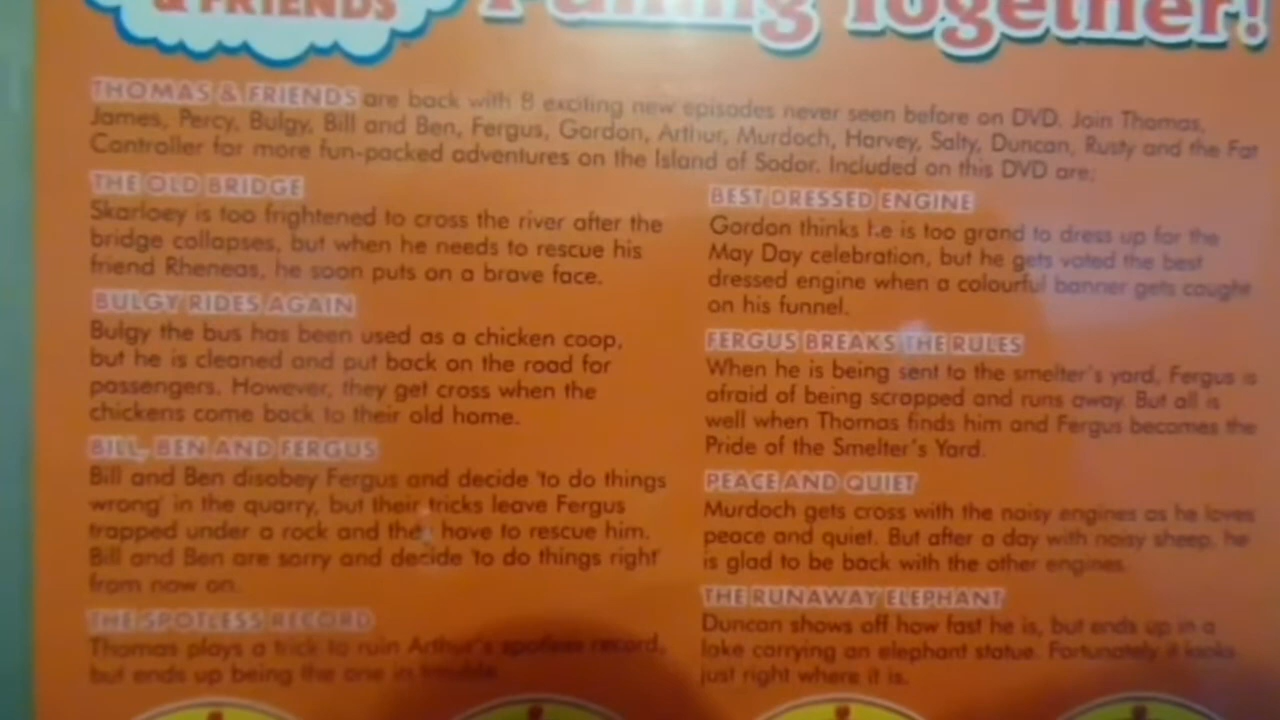 & FRIENDS
Pulling Together!
THOMAS & FRIENDS are back with 8 exciting new episodes never seen before on DVD. Join Thomas,
James, Percy, Bulgy, Bill and Ben, Fergus, Gordon, Arthur, Murdoch, Harvey, Salty, Duncan, Rusty and the Fat
Controller for more fun-packed adventures on the Island of Sodor. Included on this DVD are:
THE OLD BRIDGE
Skarloey is too frightened to cross the river after the
bridge collapses, but when he needs to rescue his
friend Rheneas, he soon puts on a brave face.
BULGY RIDES AGAIN
Bulgy the bus has been used as a chicken coop,
but he is cleaned and put back on the road for
passengers. However, they get cross when the
chickens come back to their old home.
BILL, BEN AND FERGUS
Bill and Ben disobey Fergus and decide 'to do things
wrong' in the quarry, but their tricks leave Fergus
trapped under a rock and they have to rescue him.
Bill and Ben are sorry and decide 'to do things right'
from now on.
THE SPOTLESS RECORD
Thomas plays a trick to ruin Arthur's spotless record,
but ends up being the one in trouble.
BEST DRESSED ENGINE
Gordon thinks he is too grand to dress up for the
May Day celebration, but he gets voted the best
dressed engine when a colourful banner gets caught
on his funnel.
FERGUS BREAKS THE RULES
When he is being sent to the smelter's yard, Fergus is
afraid of being scrapped and runs away. But all is
well when Thomas finds him and Fergus becomes the
Pride of the Smelter's Yard.
PEACE AND QUIET
Murdoch gets cross with the noisy engines as he loves
peace and quiet. But after a day with noisy sheep, he
is glad to be back with the other engines.
THE RUNAWAY ELEPHANT
Duncan shows off how fast he is, but ends up in a
lake carrying an elephant statue. Fortunately it looks
just right where it is.